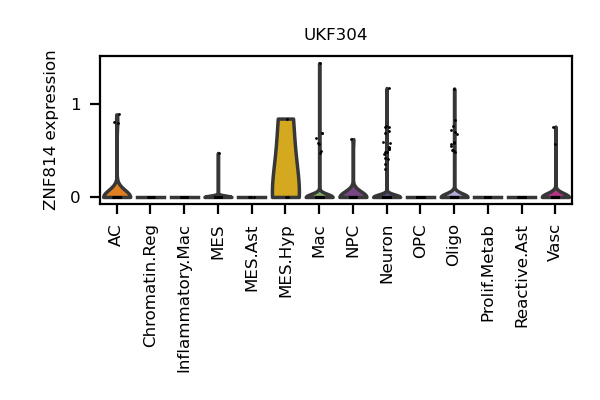 UKF304
ZNF814 expression
1
0
AC
Chromatin.Reg
Inflammatory.Mac
MES
MES.Ast
MES.Hyp
Mac
NPC
Neuron
OPC
Oligo
Prolif.Metab
Reactive.Ast
Vasc